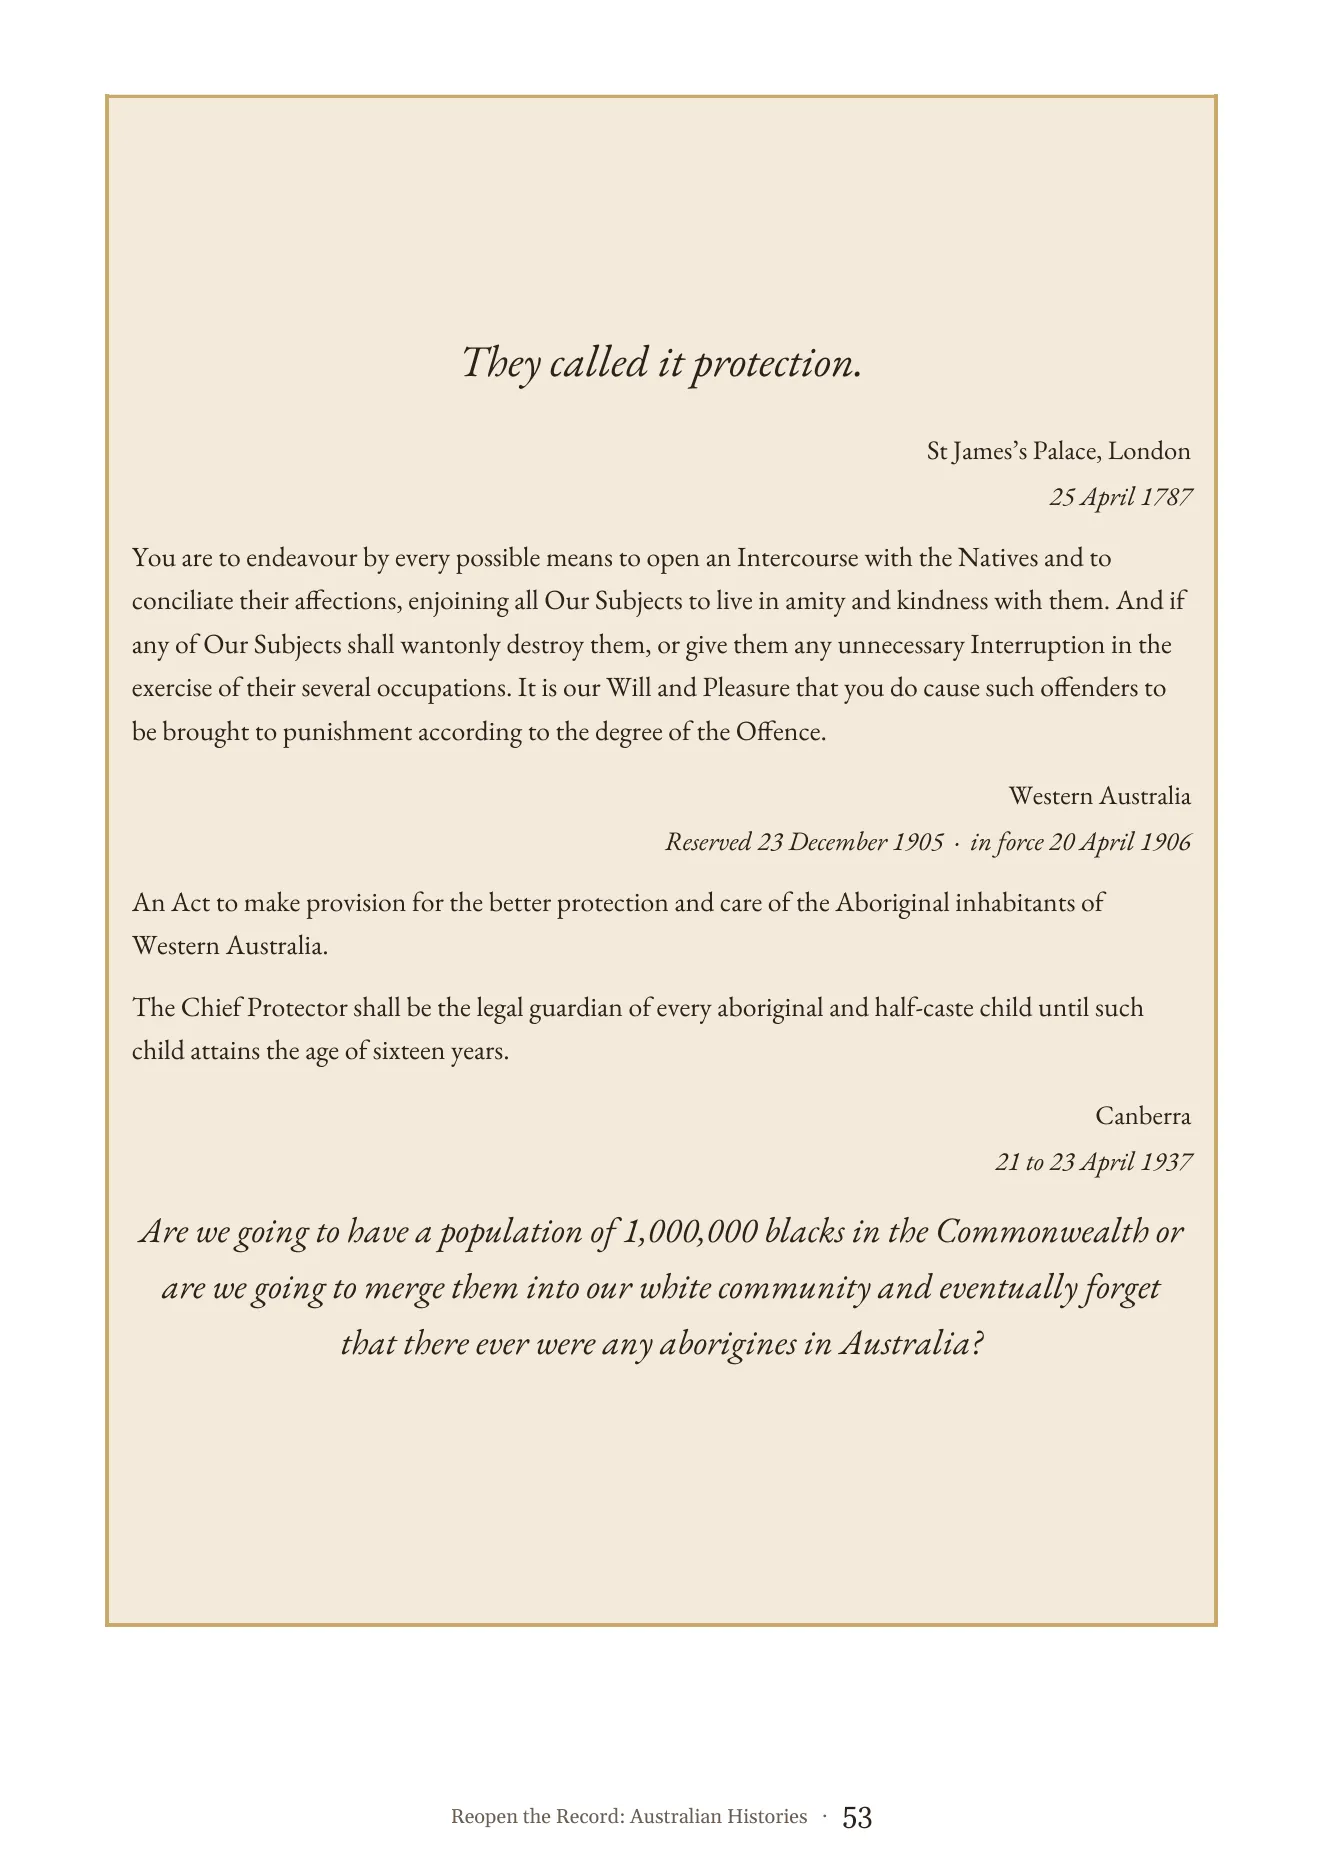 They called it protection.
St James’s Palace, London
25 April 1787
You are to endeavour by every possible means to open an Intercourse with the Natives and to
conciliate their affections, enjoining all Our Subjects to live in amity and kindness with them. And if
any of Our Subjects shall wantonly destroy them, or give them any unnecessary Interruption in the
exercise of their several occupations. It is our Will and Pleasure that you do cause such offenders to
be brought to punishment according to the degree of the Offence.
Western Australia
Reserved 23 December 1905 · in force 20 April 1906
An Act to make provision for the better protection and care of the Aboriginal inhabitants of
Western Australia.
The Chief Protector shall be the legal guardian of every aboriginal and half-caste child until such
child attains the age of sixteen years.
Canberra
21 to 23 April 1937
Are we going to have a population of 1,000,000 blacks in the Commonwealth or
are we going to merge them into our white community and eventually forget
that there ever were any aborigines in Australia?
Reopen the Record: Australian Histories · 53